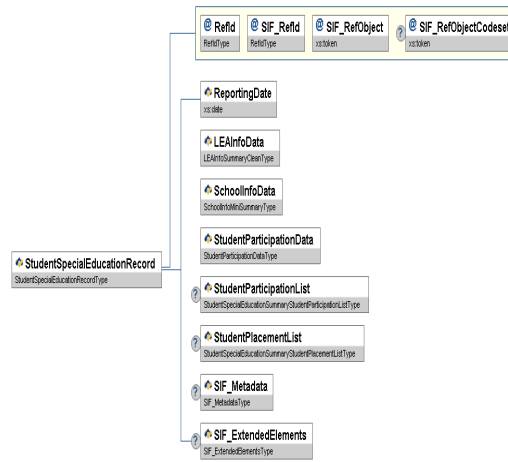 @ RefId @ SIF_RefId @ SIF_RefObject ? @ SIF_RefObjectCodeset
RefIdType RefIdType xs:token xs:token
ReportingDate
xs:date
LEAInfoData
LEAInfoSummaryCleanType
SchoolInfoData
SchoolInfoMiniSummaryType
StudentSpecialEducationRecord
StudentSpecialEducationRecordType
StudentParticipationData
StudentParticipationDataType
? StudentParticipationList
StudentSpecialEducationSummaryStudentParticipationListType
? StudentPlacementList
StudentSpecialEducationSummaryStudentPlacementListType
? SIF_Metadata
SIF_MetadataType
? SIF_ExtendedElements
SIF_ExtendedElementsType